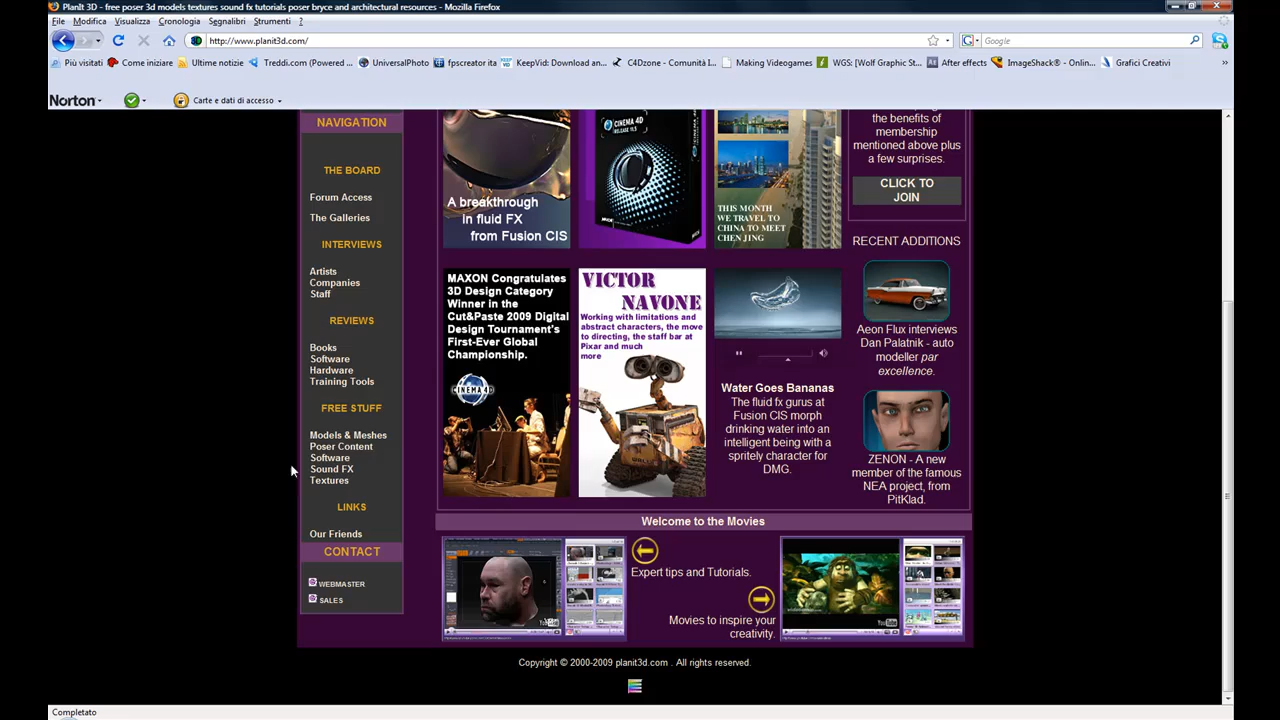 PlanIt 3D - free poser 3d models textures sound fx tutorials poser bryce and architectural resources - Mozilla Firefox
File Modifica Visualizza Cronologia Segnalibri Strumenti ?
http://www.planit3d.com/
Google
Più visitati Come iniziare Ultime notizie Treddi.com (Powered ... UniversalPhoto fpscreator ita KeepVid: Download an... C4Dzone - Comunità I... Making Videogames WGS: [Wolf Graphic St... After effects ImageShack® - Onlin... Grafici Creativi
Norton Carte e dati di accesso
NAVIGATION
THE BOARD
Forum Access
The Galleries
INTERVIEWS
Artists
Companies
Staff
REVIEWS
Books
Software
Hardware
Training Tools
FREE STUFF
Models & Meshes
Poser Content
Software
Sound FX
Textures
LINKS
Our Friends
CONTACT
WEBMASTER
SALES
A breakthrough
in fluid FX
from Fusion CIS
CINEMA 4D
RELEASE 11.5
THIS MONTH
WE TRAVEL TO
CHINA TO MEET
CHEN JING
MAXON Congratulates
3D Design Category
Winner in the
Cut&Paste 2009 Digital
Design Tournament's
First-Ever Global
Championship.
CINEMA 4D
VICTOR
NAVONE
Working with limitations and
abstract characters, the move
to directing, the staff bar at
Pixar and much
more
Water Goes Bananas
The fluid fx gurus at
Fusion CIS morph
drinking water into an
intelligent being with a
spritely character for
DMG.
the benefits of
membership
mentioned above plus
a few surprises.
CLICK TO
JOIN
RECENT ADDITIONS
Aeon Flux interviews
Dan Palatnik - auto
modeller par
excellence.
ZENON - A new
member of the famous
NEA project, from
PitKlad.
Welcome to the Movies
Expert tips and Tutorials.
Movies to inspire your
creativity.
You Tube
You Tube
Copyright © 2000-2009 planit3d.com . All rights reserved.
Completato